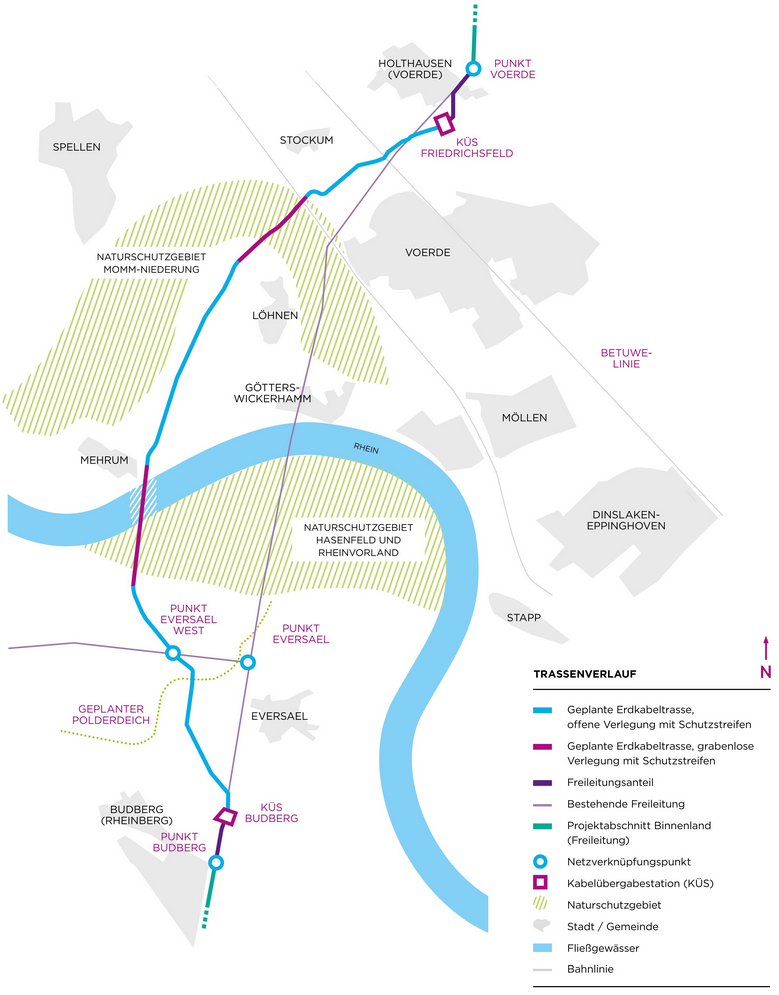 HOLTHAUSEN
(VOERDE)
PUNKT
VOERDE
SPELLEN
STOCKUM
KÜS
FRIEDRICHSFELD
NATURSCHUTZGEBIET
MOMM-NIEDERUNG
VOERDE
LÖHNEN
BETUWE-
LINIE
GÖTTERS-
WICKERHAMM
MÖLLEN
RHEIN
MEHRUM
DINSLAKEN-
EPPINGHOVEN
NATURSCHUTZGEBIET
HASENFELD UND
RHEINVORLAND
PUNKT
EVERSAEL
WEST
PUNKT
EVERSAEL
STAPP
GEPLANTER
POLDERDEICH
EVERSAEL
BUDBERG
(RHEINBERG)
KÜS
BUDBERG
PUNKT
BUDBERG
N
TRASSENVERLAUF
Geplante Erdkabeltrasse,
offene Verlegung mit Schutzstreifen
Geplante Erdkabeltrasse, grabenlose
Verlegung mit Schutzstreifen
Freileitungsanteil
Bestehende Freileitung
Projektabschnitt Binnenland
(Freileitung)
Netzverknüpfungspunkt
Kabelübergabestation (KÜS)
Naturschutzgebiet
Stadt / Gemeinde
Fließgewässer
Bahnlinie